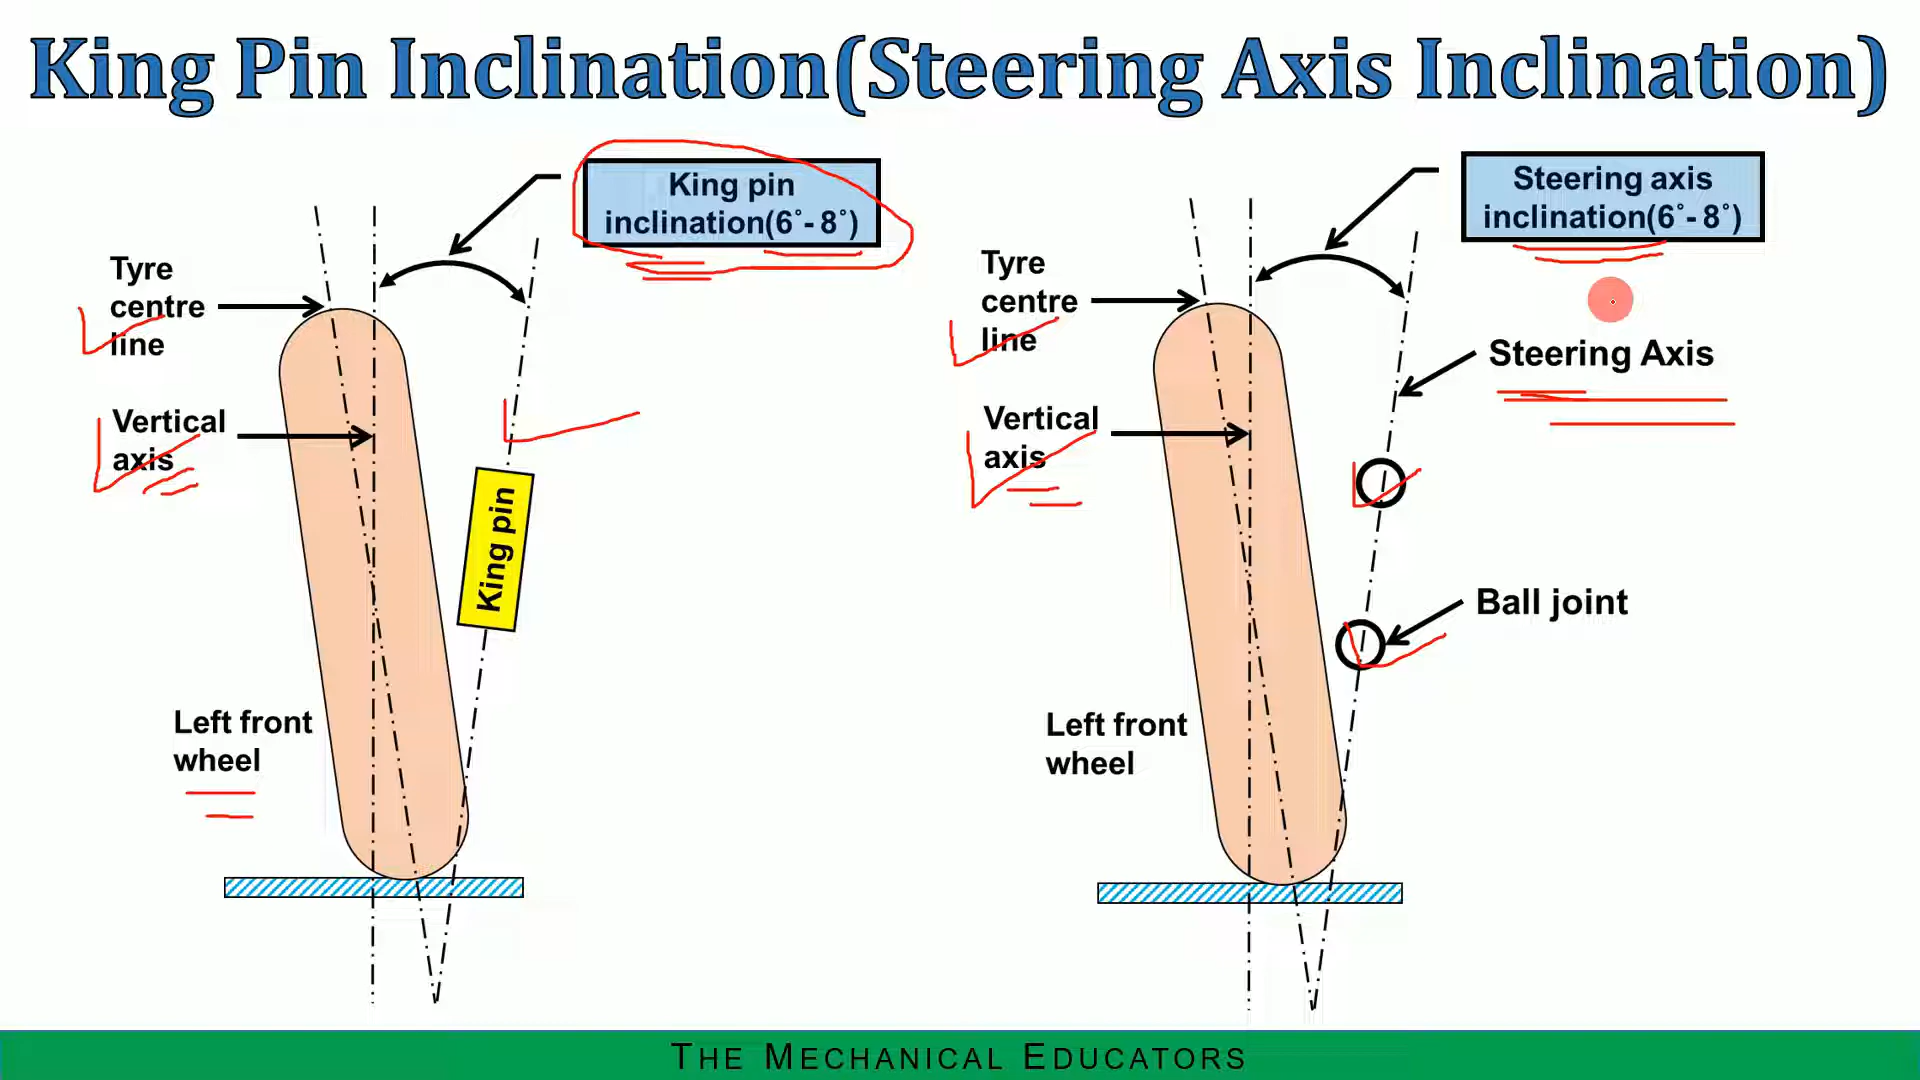 King Pin Inclination(Steering Axis Inclination)
King pin
inclination(6°- 8°)
Tyre
centre
line
Vertical
axis
King pin
Left front
wheel
Steering axis
inclination(6°- 8°)
Tyre
centre
line
Steering Axis
Vertical
axis
Ball joint
Left front
wheel
THE MECHANICAL EDUCATORS